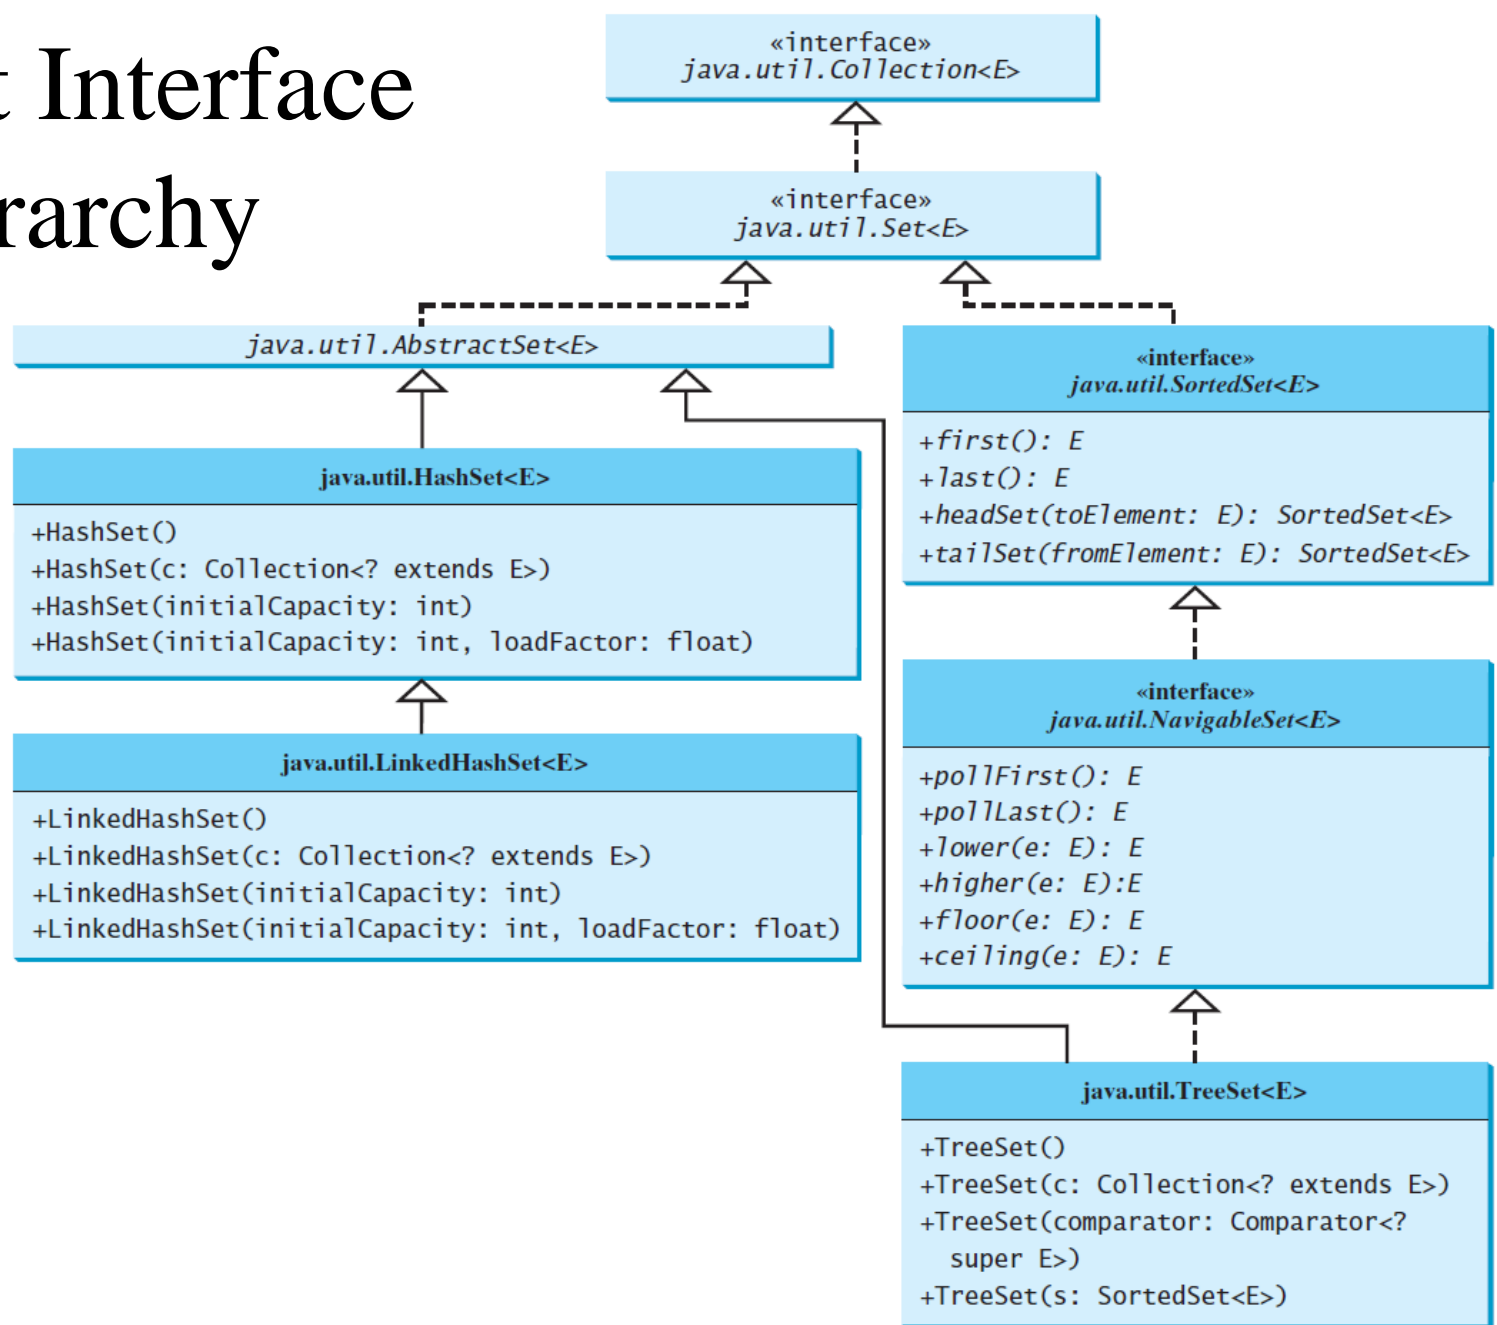 t Interface
rarchy
«interface»
java.util.Collection<E>
«interface»
java.util.Set<E>
java.util.AbstractSet<E>
«interface»
java.util.SortedSet<E>
+first(): E
+last(): E
+headSet(toElement: E): SortedSet<E>
+tailSet(fromElement: E): SortedSet<E>
java.util.HashSet<E>
+HashSet()
+HashSet(c: Collection<? extends E>)
+HashSet(initialCapacity: int)
+HashSet(initialCapacity: int, loadFactor: float)
java.util.LinkedHashSet<E>
+LinkedHashSet()
+LinkedHashSet(c: Collection<? extends E>)
+LinkedHashSet(initialCapacity: int)
+LinkedHashSet(initialCapacity: int, loadFactor: float)
«interface»
java.util.NavigableSet<E>
+pollFirst(): E
+pollLast(): E
+lower(e: E): E
+higher(e: E):E
+floor(e: E): E
+ceiling(e: E): E
java.util.TreeSet<E>
+TreeSet()
+TreeSet(c: Collection<? extends E>)
+TreeSet(comparator: Comparator<?
super E>)
+TreeSet(s: SortedSet<E>)